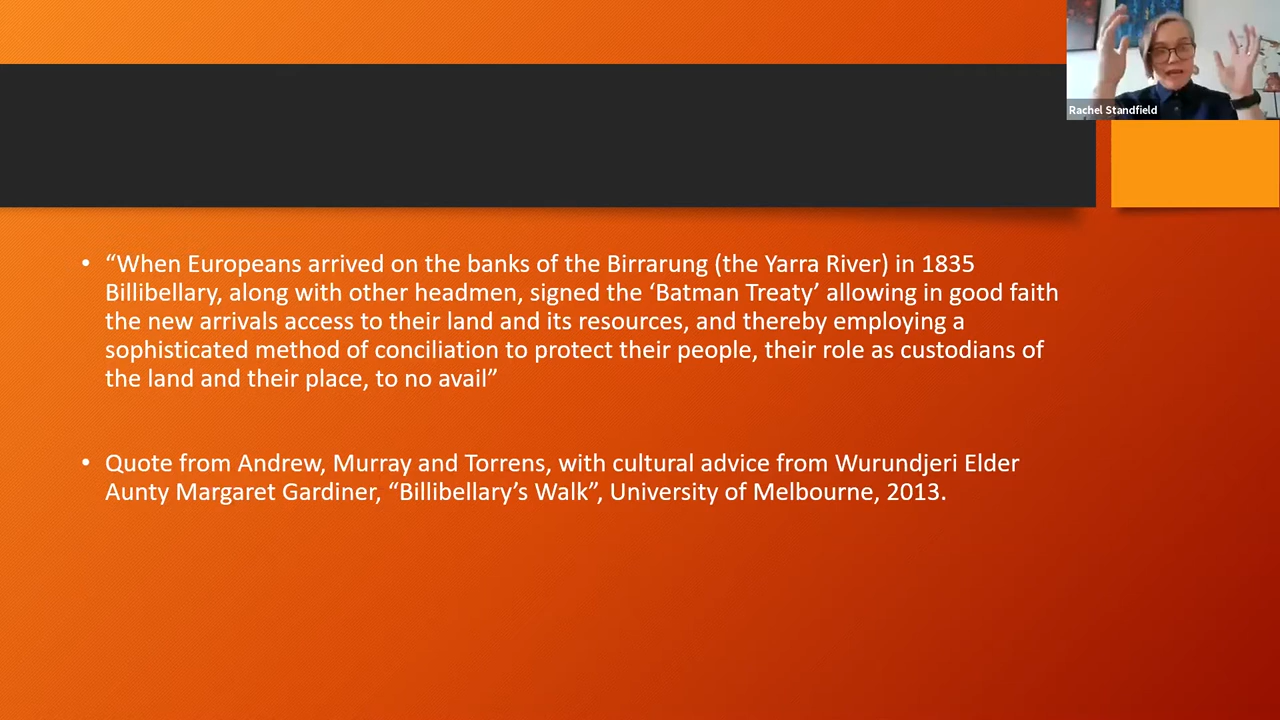 Rachel Standfield
• “When Europeans arrived on the banks of the Birrarung (the Yarra River) in 1835
Billibellary, along with other headmen, signed the ‘Batman Treaty’ allowing in good faith
the new arrivals access to their land and its resources, and thereby employing a
sophisticated method of conciliation to protect their people, their role as custodians of
the land and their place, to no avail”
• Quote from Andrew, Murray and Torrens, with cultural advice from Wurundjeri Elder
Aunty Margaret Gardiner, “Billibellary’s Walk”, University of Melbourne, 2013.